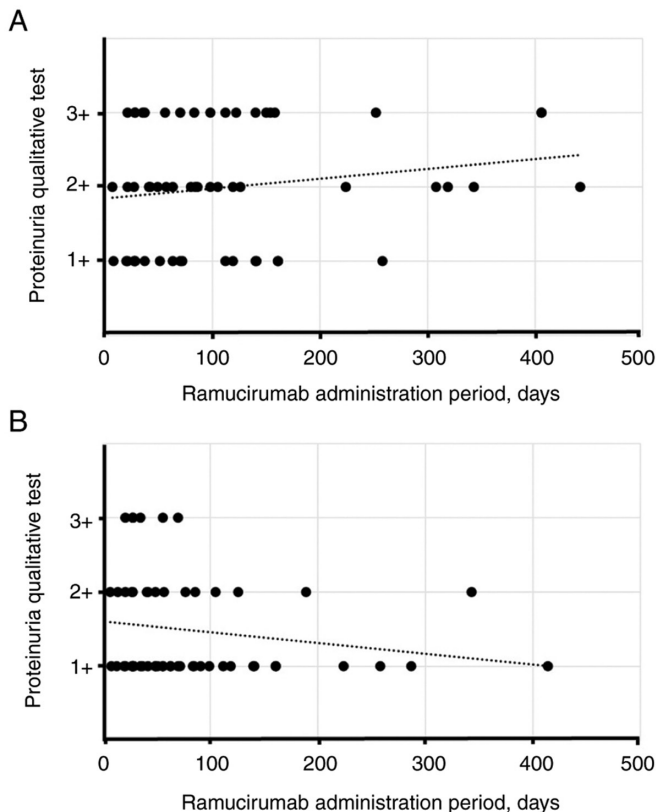 A
Proteinuria qualitative test
3+
2+
1+
0 100 200 300 400 500
Ramucirumab administration period, days
B
Proteinuria qualitative test
3+
2+
1+
0 100 200 300 400 500
Ramucirumab administration period, days